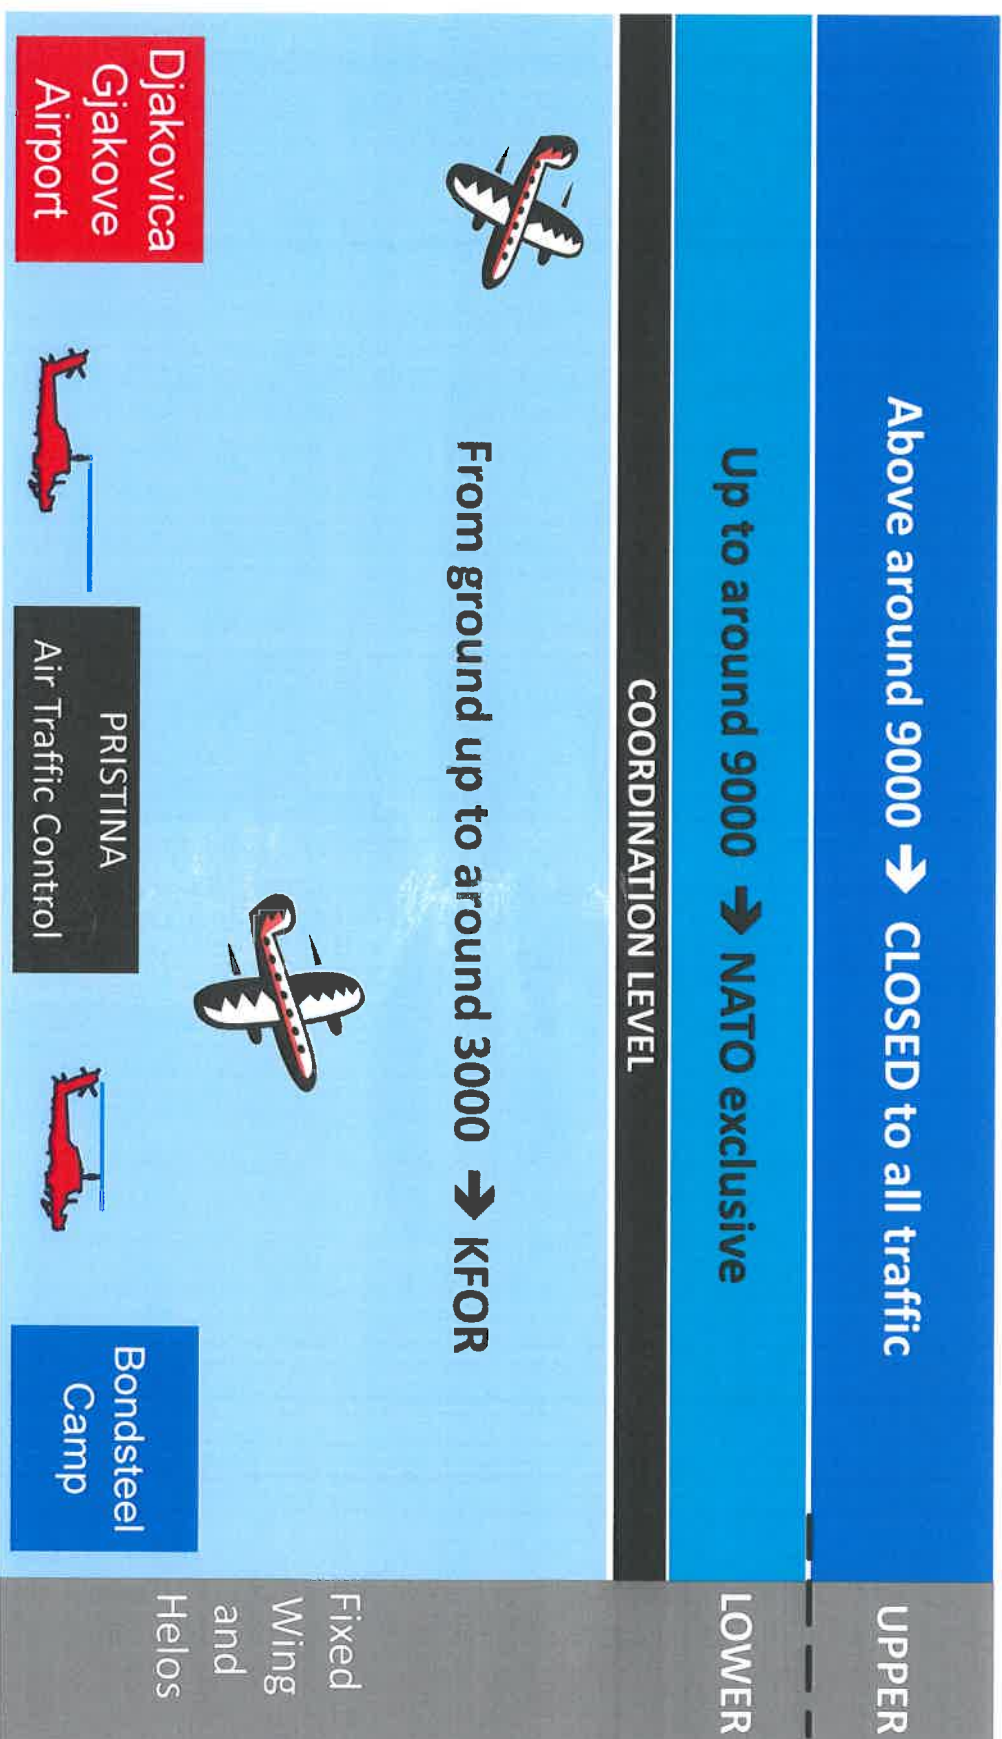 Above around 9000 ➔ CLOSED to all traffic
UPPER
Up to around 9000 ➔ NATO exclusive
LOWER
COORDINATION LEVEL
From ground up to around 3000 ➔ KFOR
Fixed
Wing
and
Helos
Djakovica
Gjakove
Airport
PRISTINA
Air Traffic Control
Bondsteel
Camp